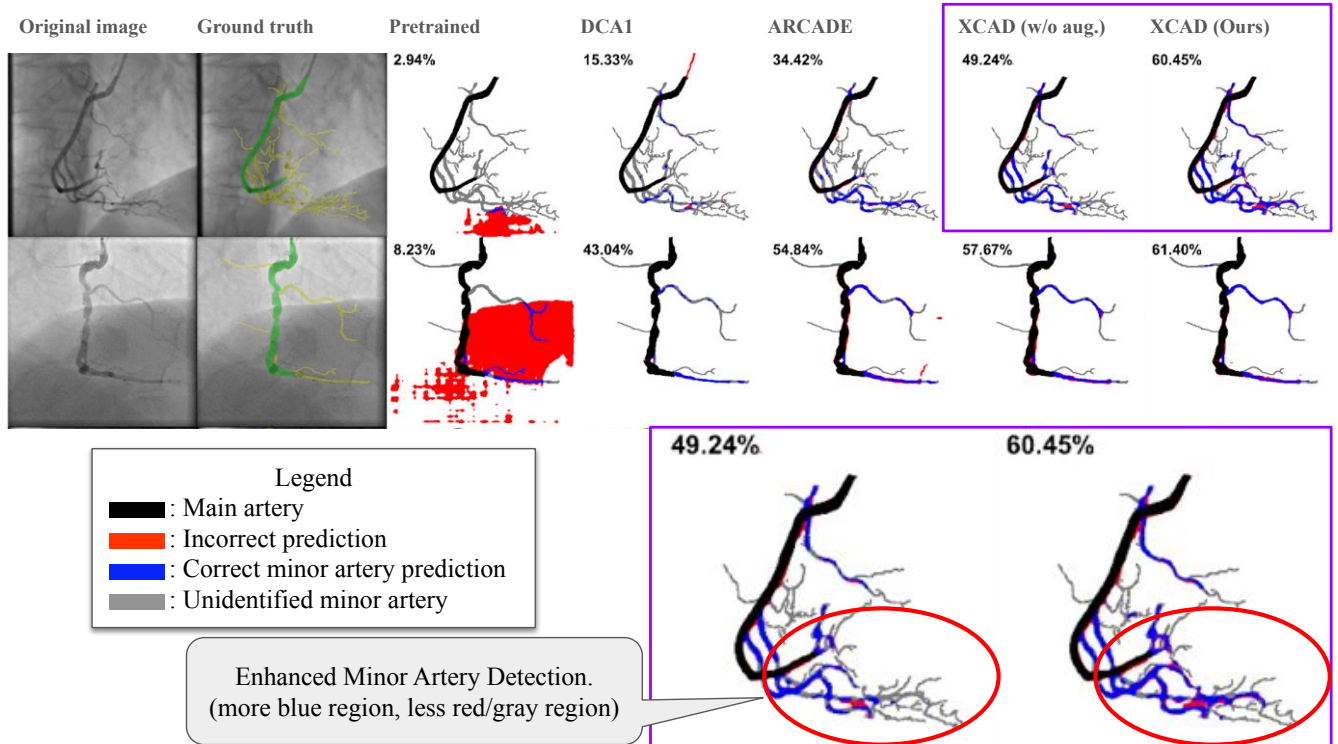 Original image Ground truth Pretrained DCA1 ARCADE XCAD (w/o aug.) XCAD (Ours)
2.94% 15.33% 34.42% 49.24% 60.45%
8.23% 43.04% 54.84% 57.67% 61.40%
Legend
: Main artery
: Incorrect prediction
: Correct minor artery prediction
: Unidentified minor artery
49.24% 60.45%
Enhanced Minor Artery Detection.
(more blue region, less red/gray region)